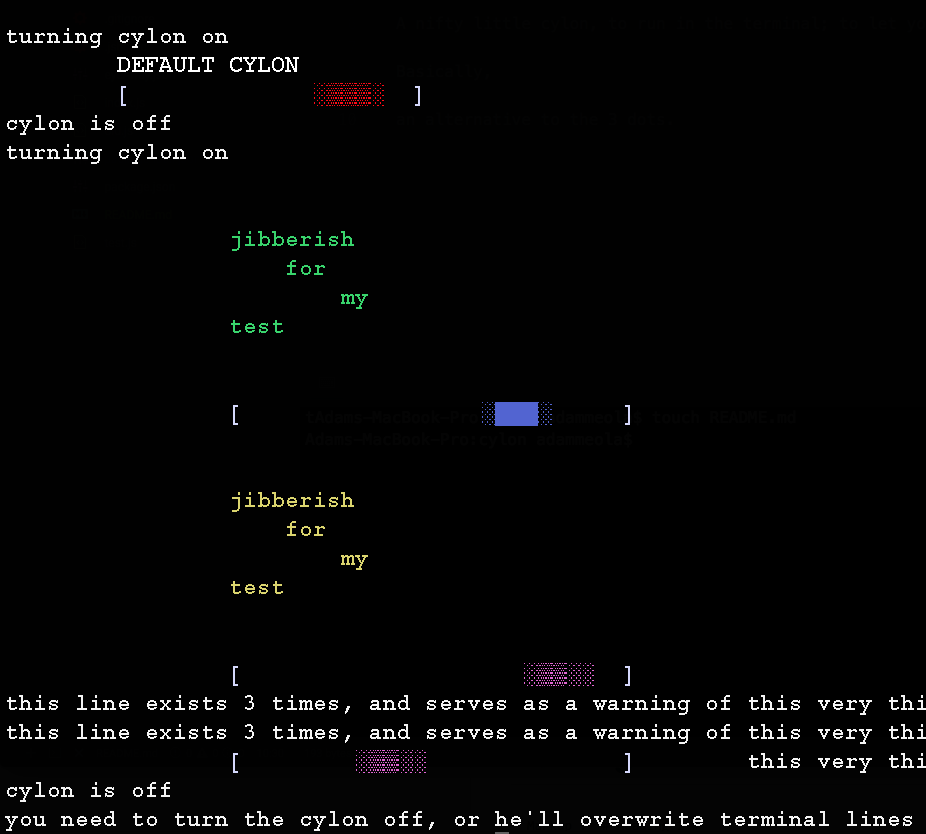 turning cylon on
DEFAULT CYLON
[ ]
cylon is off
turning cylon on
jibberish
for
my
test
[ ]
jibberish
for
my
test
[ ]
this line exists 3 times, and serves as a warning of this very thi
this line exists 3 times, and serves as a warning of this very thi
[ ] this very thi
cylon is off
you need to turn the cylon off, or he'll overwrite terminal lines